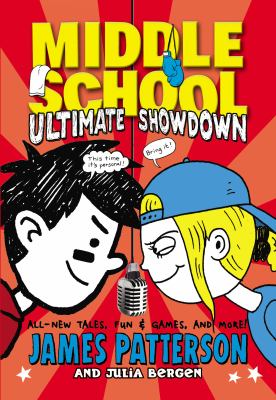 MIDDLE
SCHOOL
ULTIMATE SHOWDOWN
This time
it's personal!
Bring it!
ALL-NEW TALES, FUN & GAMES, AND MORE!
JAMES PATTERSON
AND JULIA BERGEN